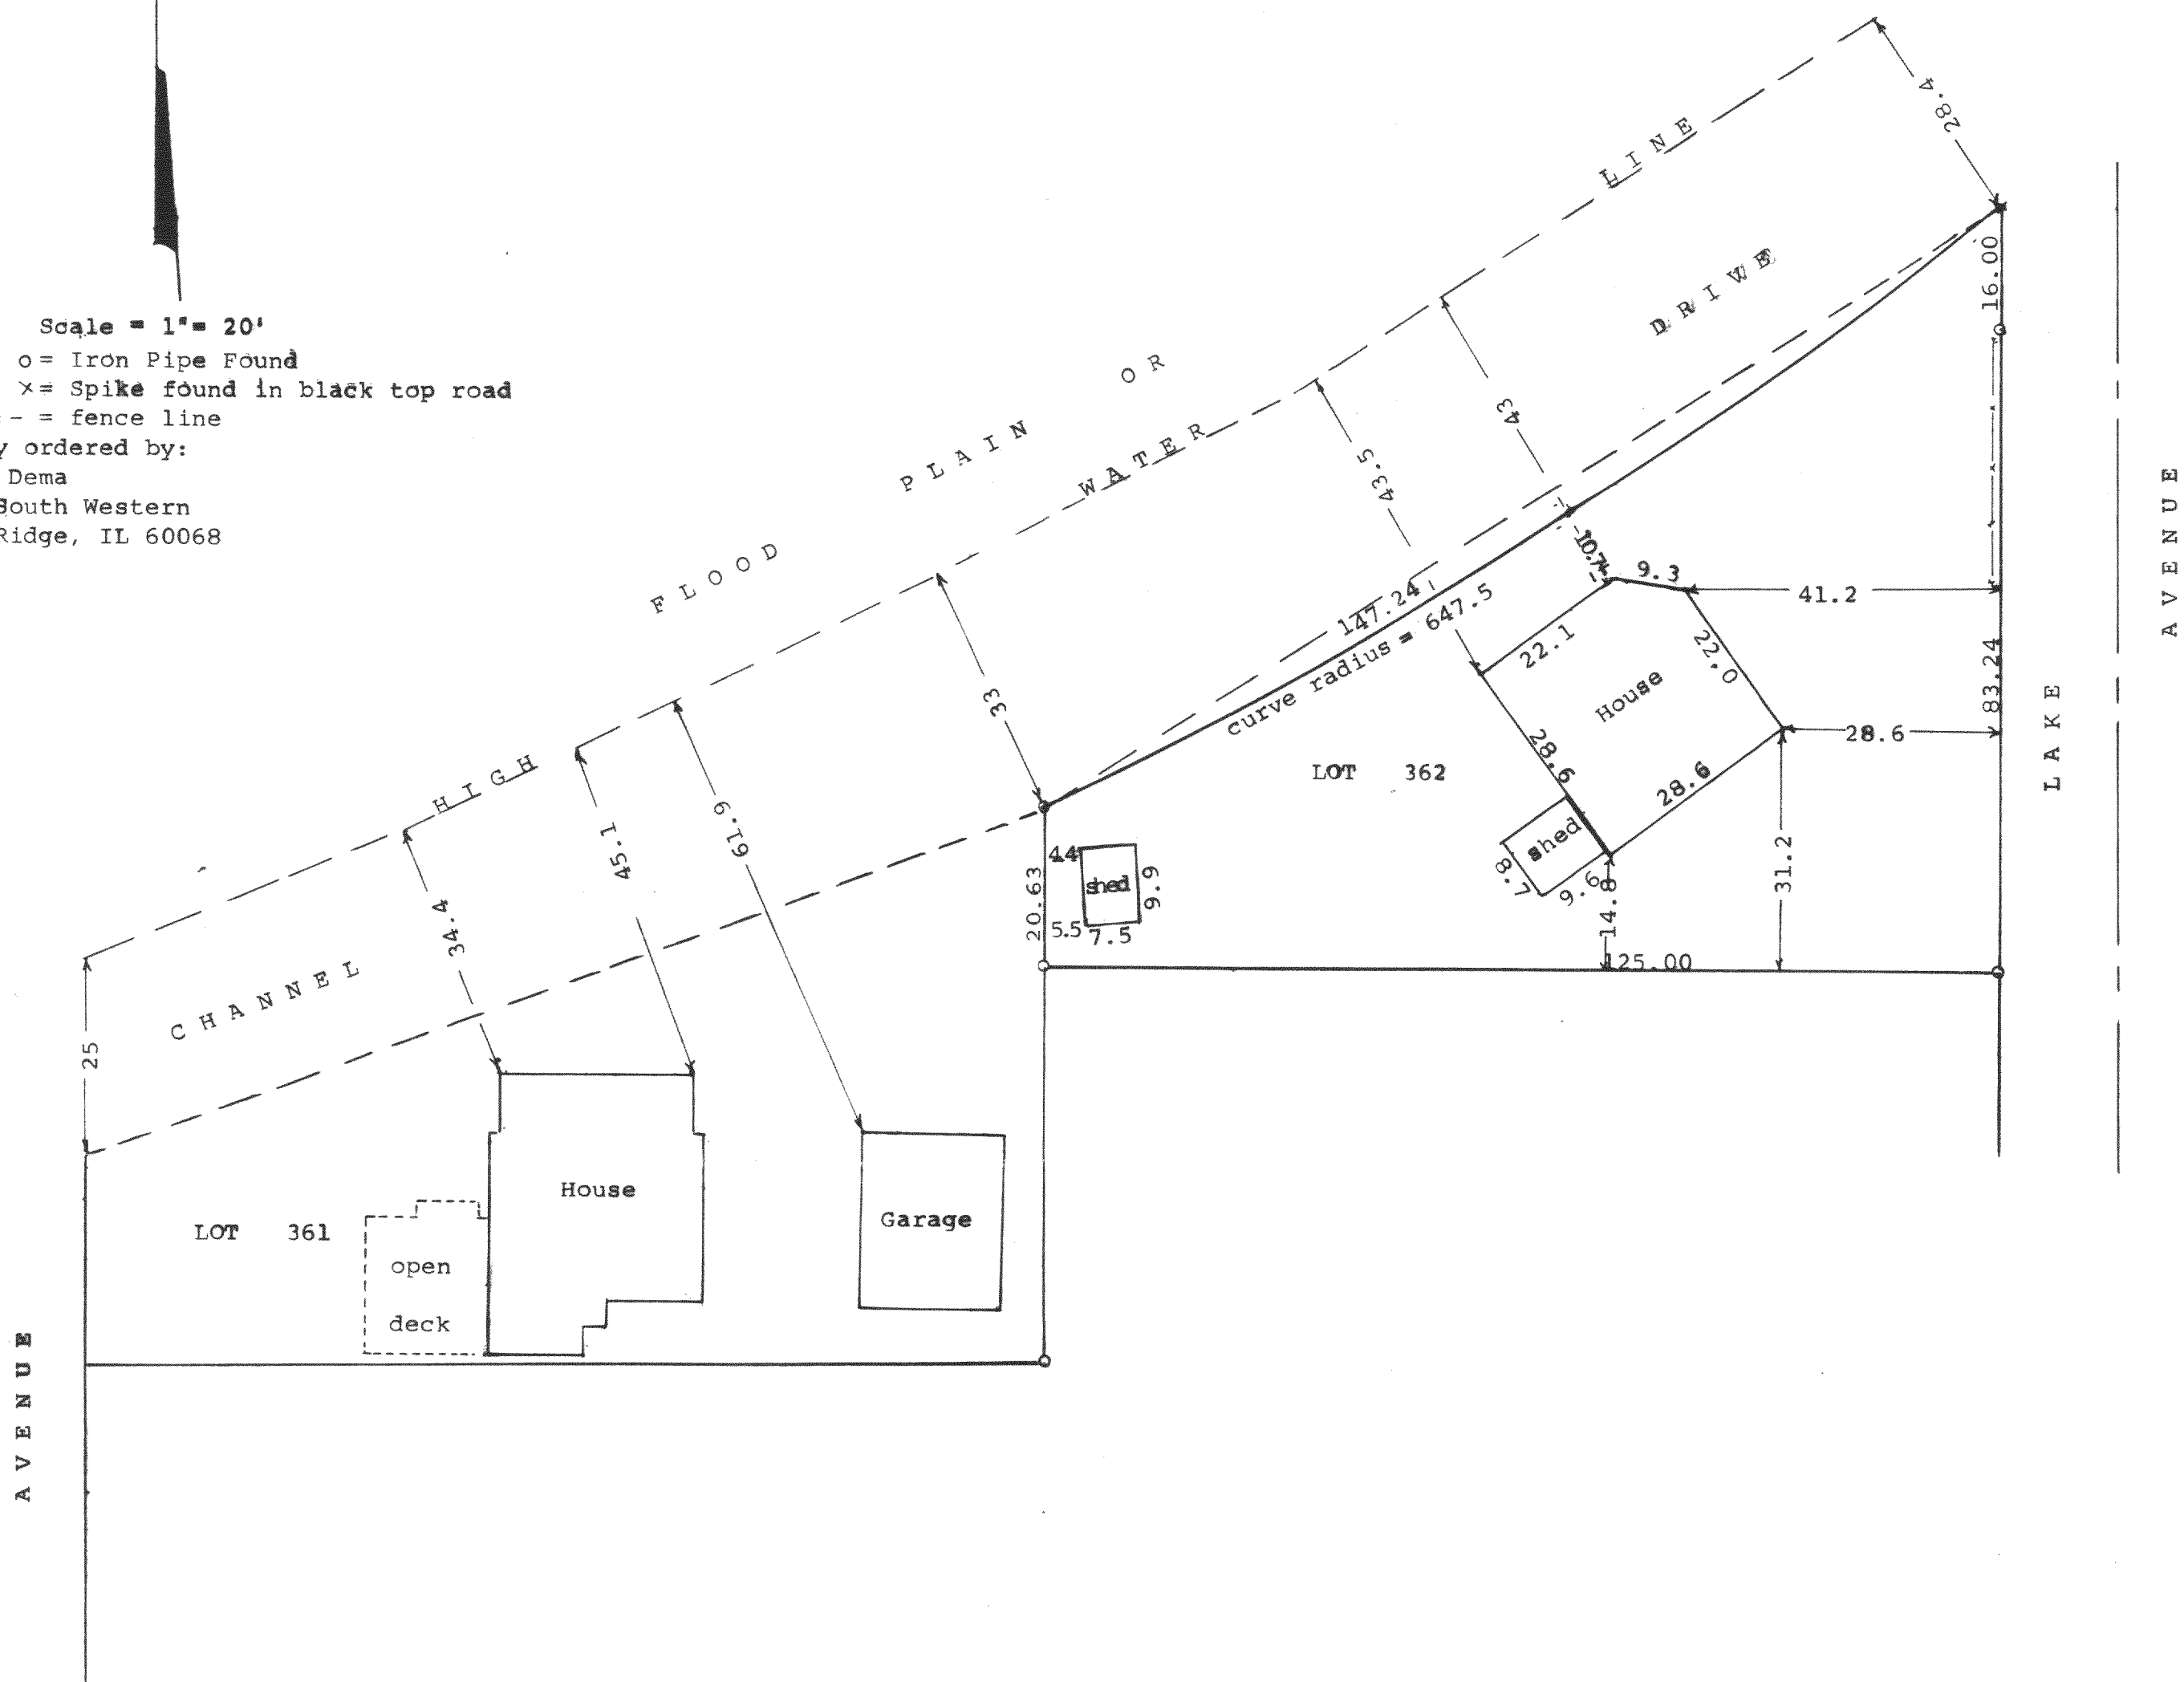 Scale = 1"= 20'
o = Iron Pipe Found
x = Spike found in black top road
- = fence line
y ordered by:
Dema
South Western
Ridge, IL 60068
FLOOD PLAIN OR
HIGH WATER LINE
CHANNEL DRIVE
28.4
16.00
43
43.5
33
61.9
45.1
34.4
25
147.24
curve radius = 647.5
10.74
9.3
41.2
22.1
22.0
House
83.24
28.6
28.6
28.6
LOT 362
shed
8.7
9.6
14.8
31.2
125.00
20.63
4.4
shed
9.9
5.5
7.5
LAKE AVENUE
House
Garage
LOT 361
open
deck
AVENUE